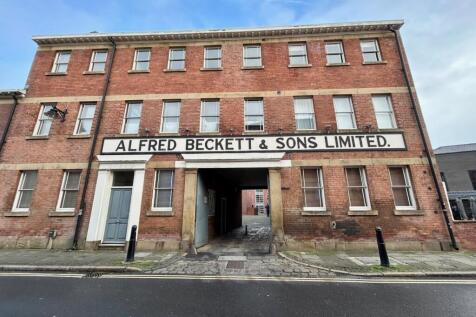 ALFRED BECKETT & SONS LIMITED.